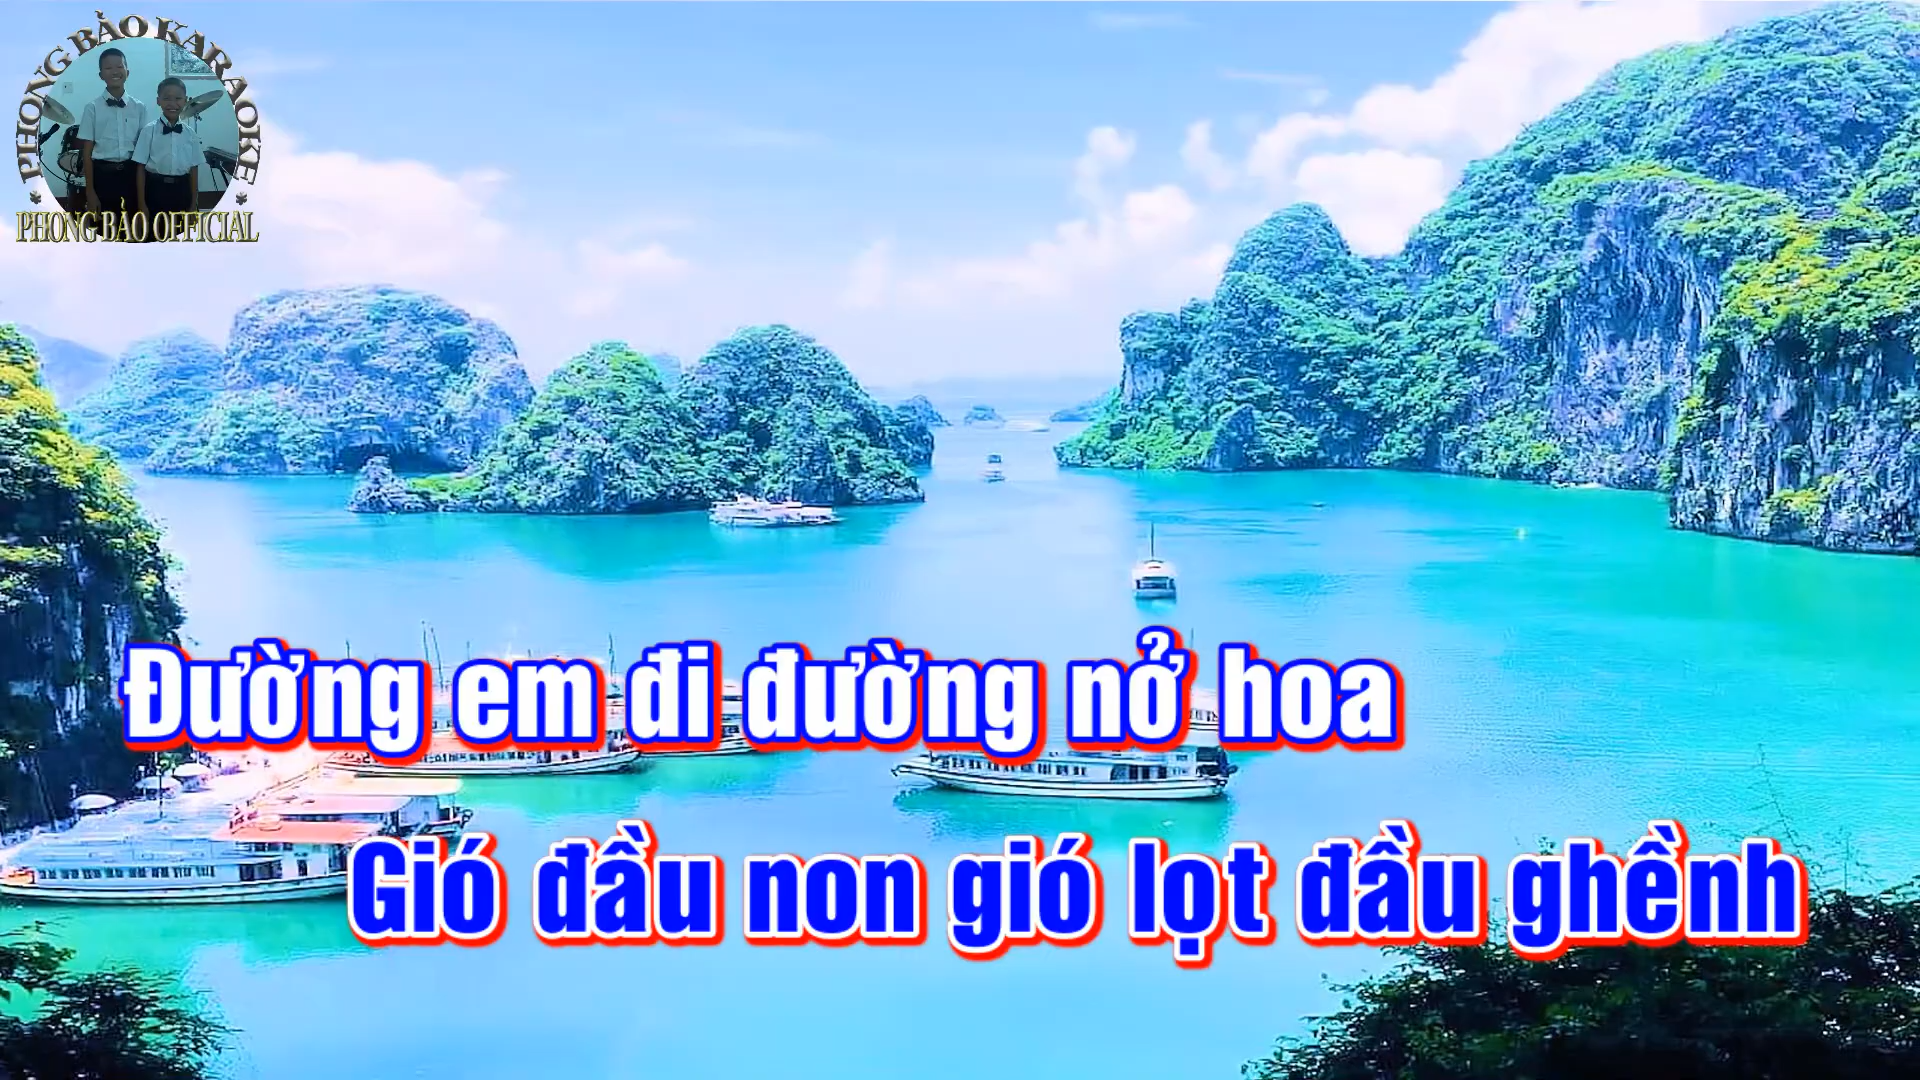 PHONG BẢO KARAOKE
PHONG BẢO OFFICIAL
Đường em đi đường nở hoa
Gió đầu non gió lọt đầu ghềnh